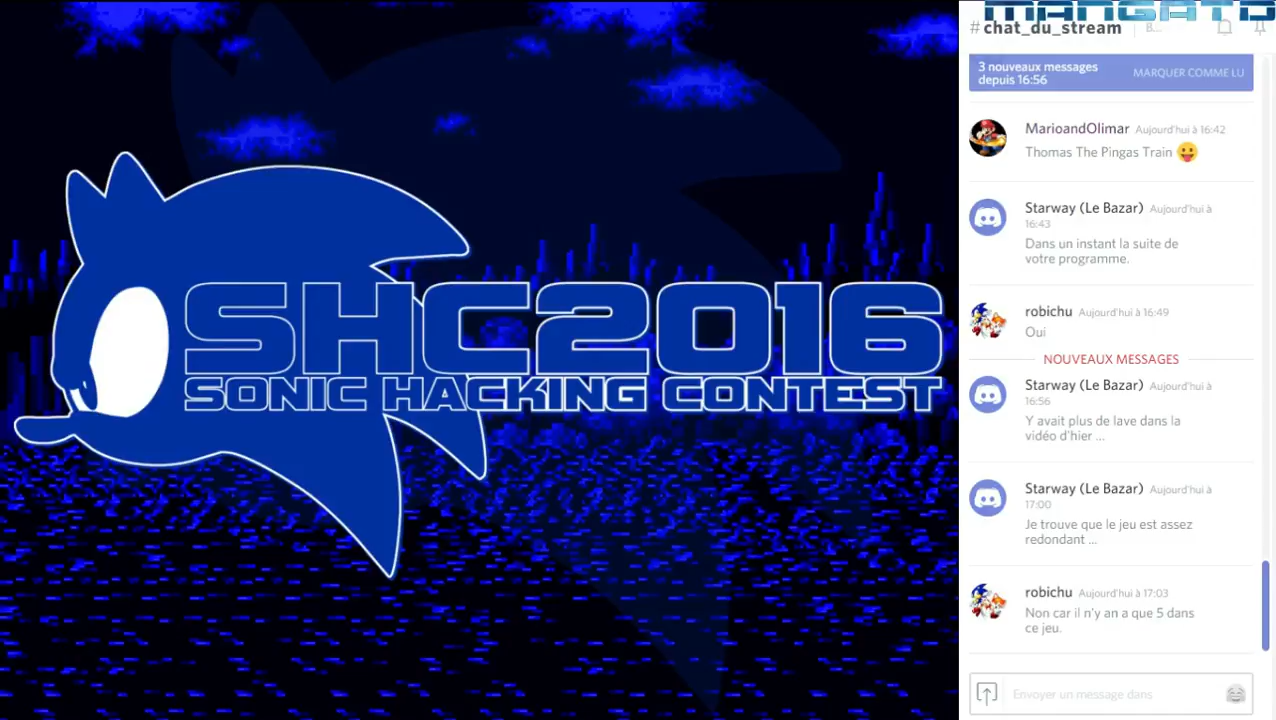 SHC2016
SONIC HACKING CONTEST
MANGATD
# chat_du_stream B...
3 nouveaux messages
depuis 16:56
MARQUER COMME LU
MarioandOlimar Aujourd'hui à 16:42
Thomas The Pingas Train
Starway (Le Bazar) Aujourd'hui à
16:43
Dans un instant la suite de
votre programme.
robichu Aujourd'hui à 16:49
Oui
NOUVEAUX MESSAGES
Starway (Le Bazar) Aujourd'hui à
16:56
Y avait plus de lave dans la
vidéo d'hier ...
Starway (Le Bazar) Aujourd'hui à
17:00
Je trouve que le jeu est assez
redondant ...
robichu Aujourd'hui à 17:03
Non car il n'y an a que 5 dans
ce jeu.
Envoyer un message dans